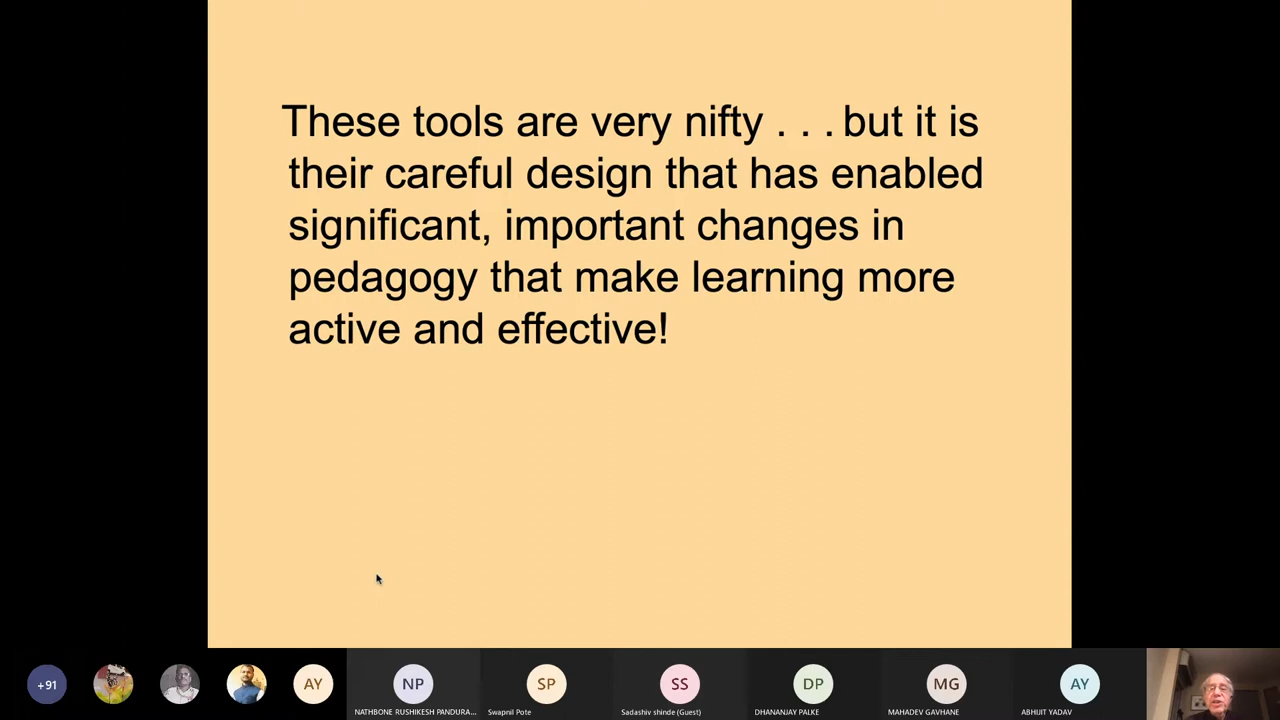 These tools are very nifty . . . but it is
their careful design that has enabled
significant, important changes in
pedagogy that make learning more
active and effective!
+91
AY
NP
SP
SS
DP
MG
AY
NATHBONE RUSHIKESH PANDURA...
Swapnil Pote
Sadashiv shinde (Guest)
DHANANJAY PALKE
MAHADEV GAVHANE
ABHIJIT YADAV